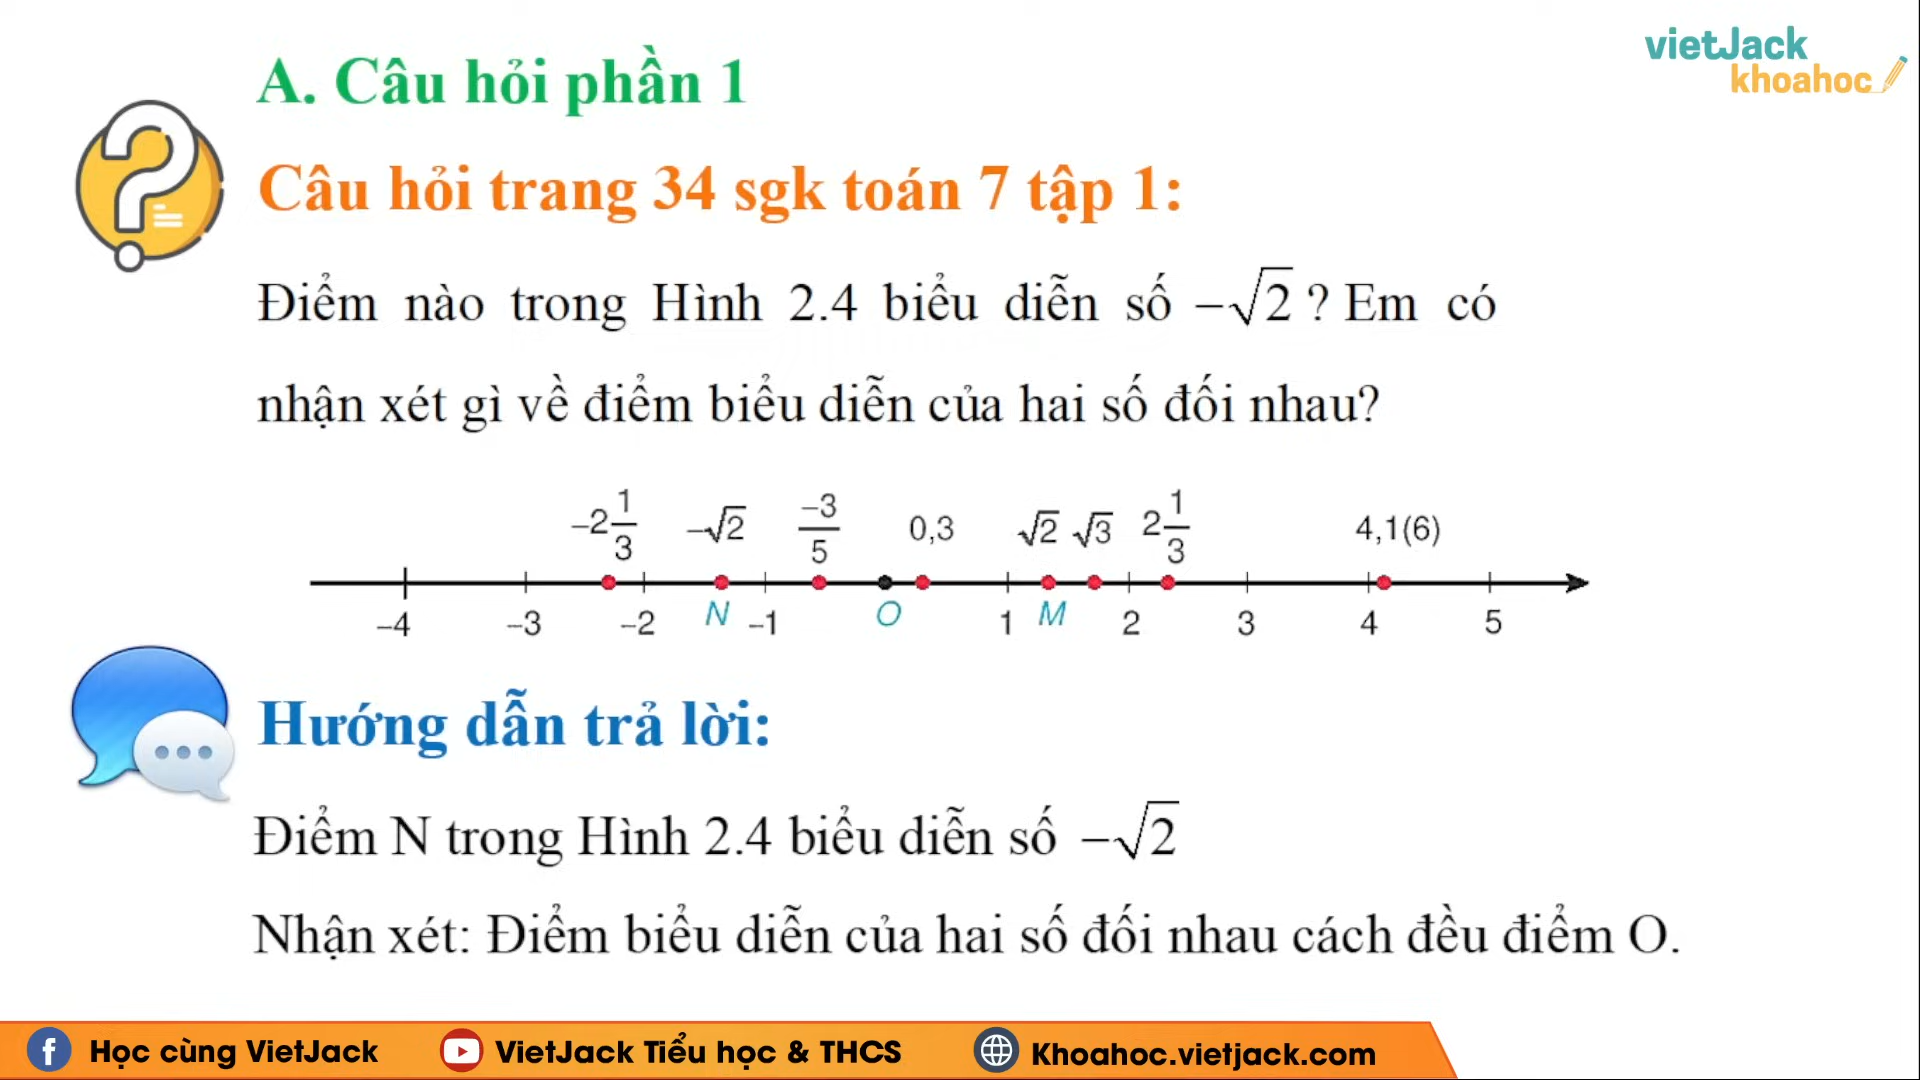 vietJack
khoahoc
A. Câu hỏi phần 1
Câu hỏi trang 34 sgk toán 7 tập 1:
Điểm nào trong Hình 2.4 biểu diễn số −√2 ? Em có
nhận xét gì về điểm biểu diễn của hai số đối nhau?
−2 1/3 −√2 −3/5 0,3 √2 √3 2 1/3 4,1(6)
−4 −3 −2 N −1 O 1 M 2 3 4 5
Hướng dẫn trả lời:
Điểm N trong Hình 2.4 biểu diễn số −√2
Nhận xét: Điểm biểu diễn của hai số đối nhau cách đều điểm O.
Học cùng VietJack VietJack Tiểu học & THCS Khoahoc.vietjack.com